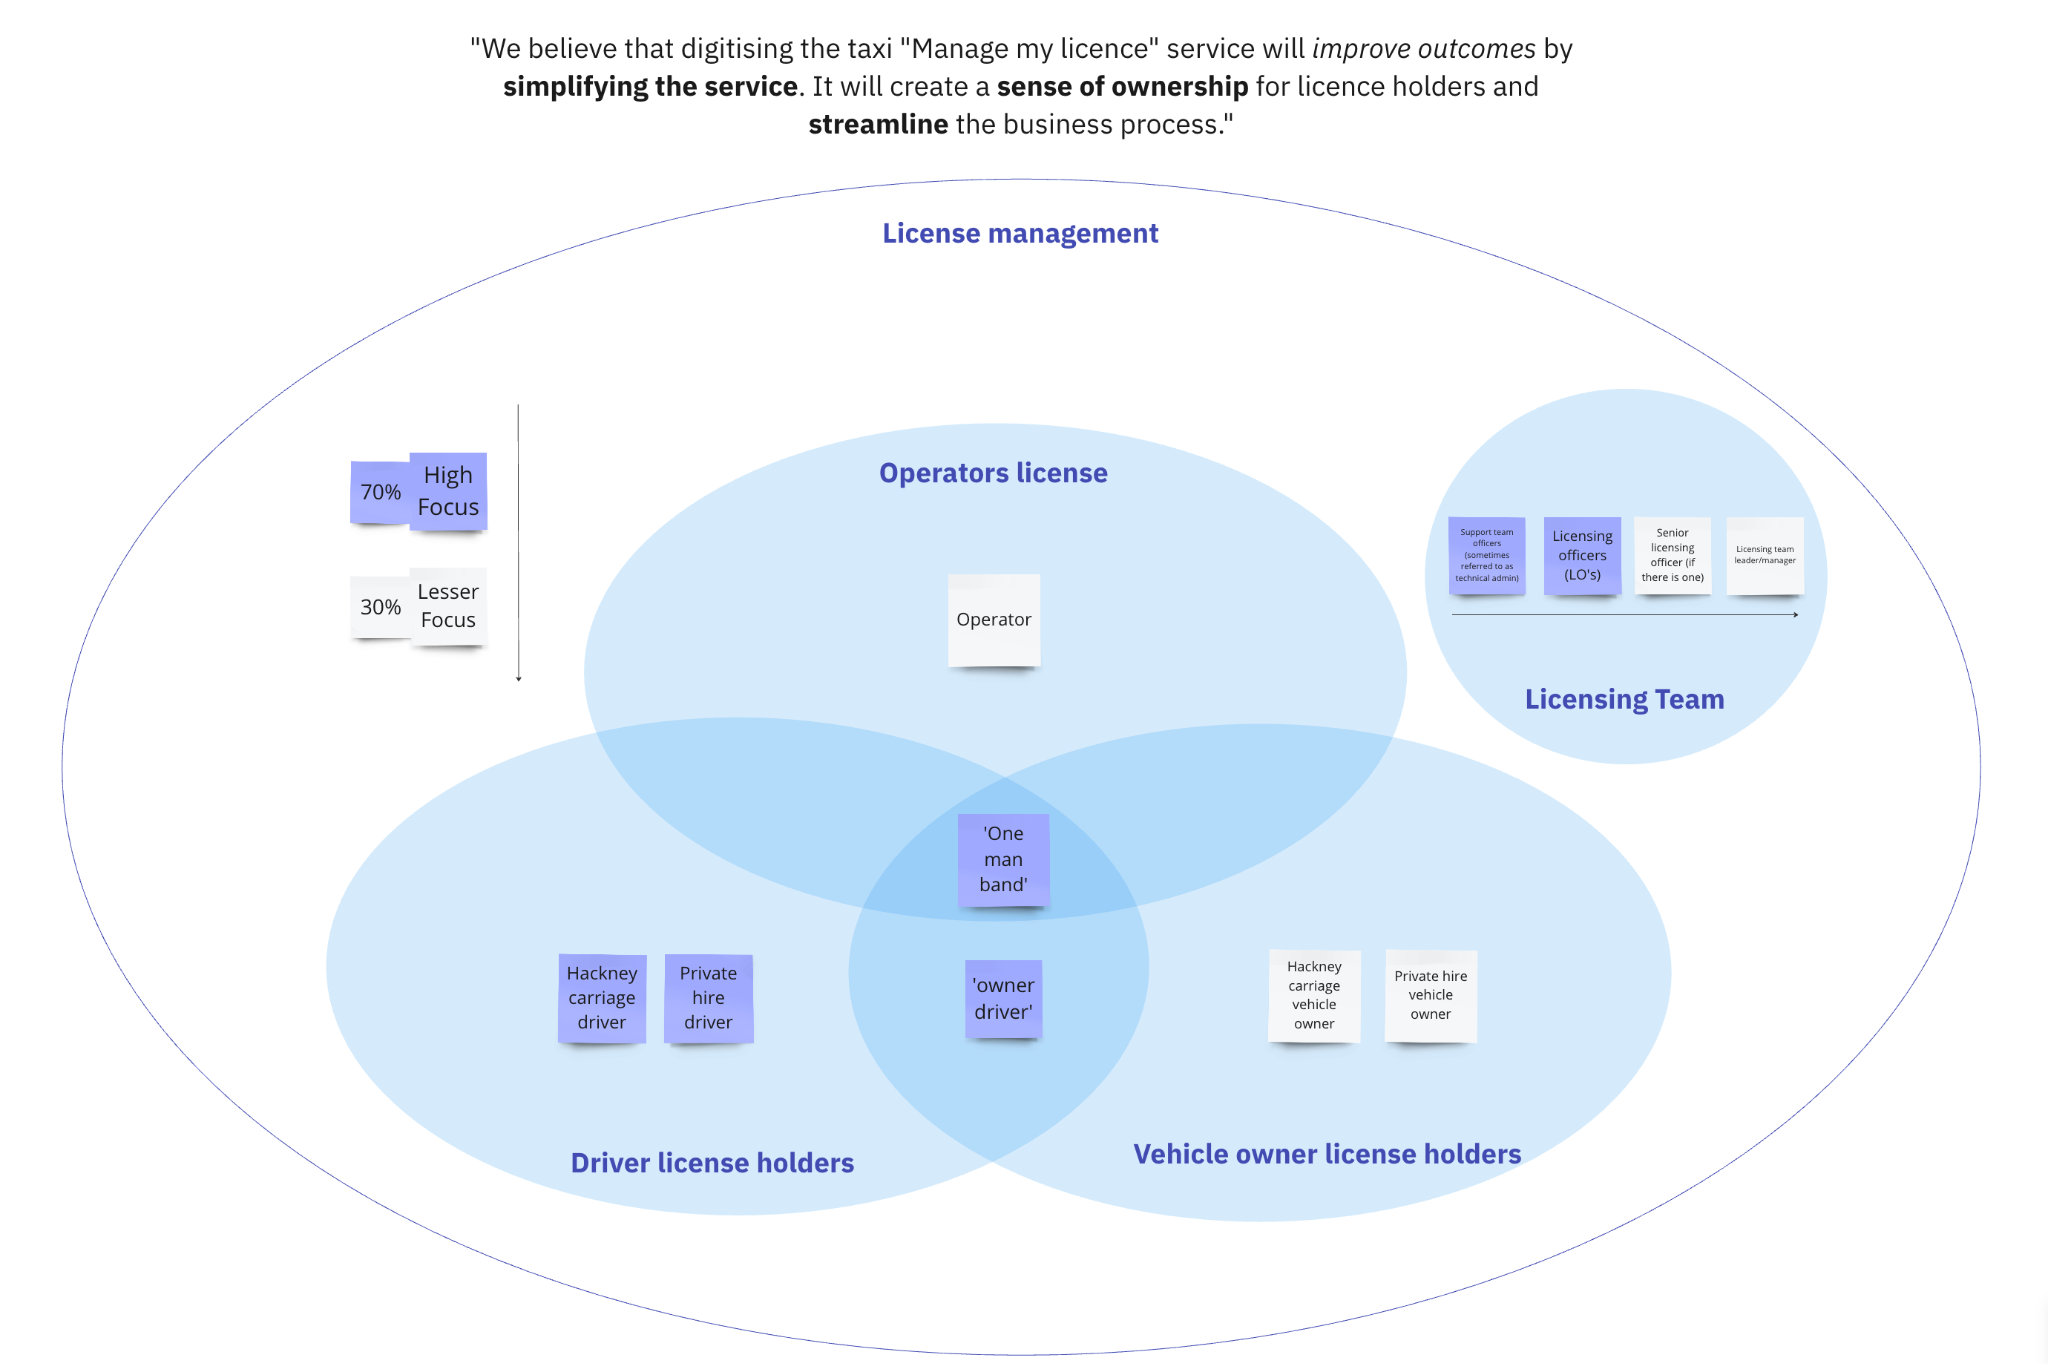 "We believe that digitising the taxi "Manage my licence" service will improve outcomes by
simplifying the service. It will create a sense of ownership for licence holders and
streamline the business process."
License management
70%
High
Focus
30%
Lesser
Focus
Operators license
Operator
Support team
officers
(sometimes
referred to as
technical admin)
Licensing
officers
(LO's)
Senior
licensing
officer (if
there is one)
Licensing team
leader/manager
Licensing Team
'One
man
band'
Hackney
carriage
driver
Private
hire
driver
'owner
driver'
Hackney
carriage
vehicle
owner
Private hire
vehicle
owner
Driver license holders
Vehicle owner license holders